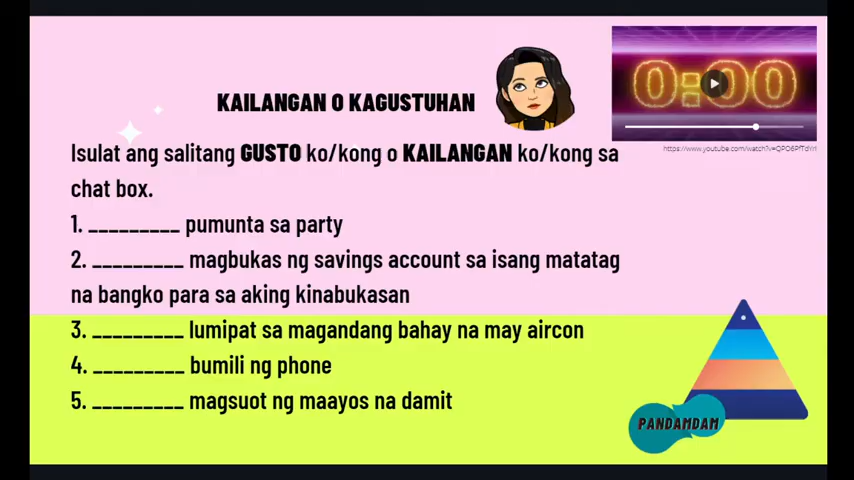 KAILANGAN O KAGUSTUHAN
0:00
Isulat ang salitang GUSTO ko/kong o KAILANGAN ko/kong sa
chat box.
1. _________ pumunta sa party
2. _________ magbukas ng savings account sa isang matatag
na bangko para sa aking kinabukasan
3. _________ lumipat sa magandang bahay na may aircon
4. _________ bumili ng phone
5. _________ magsuot ng maayos na damit
PANDAMDAM